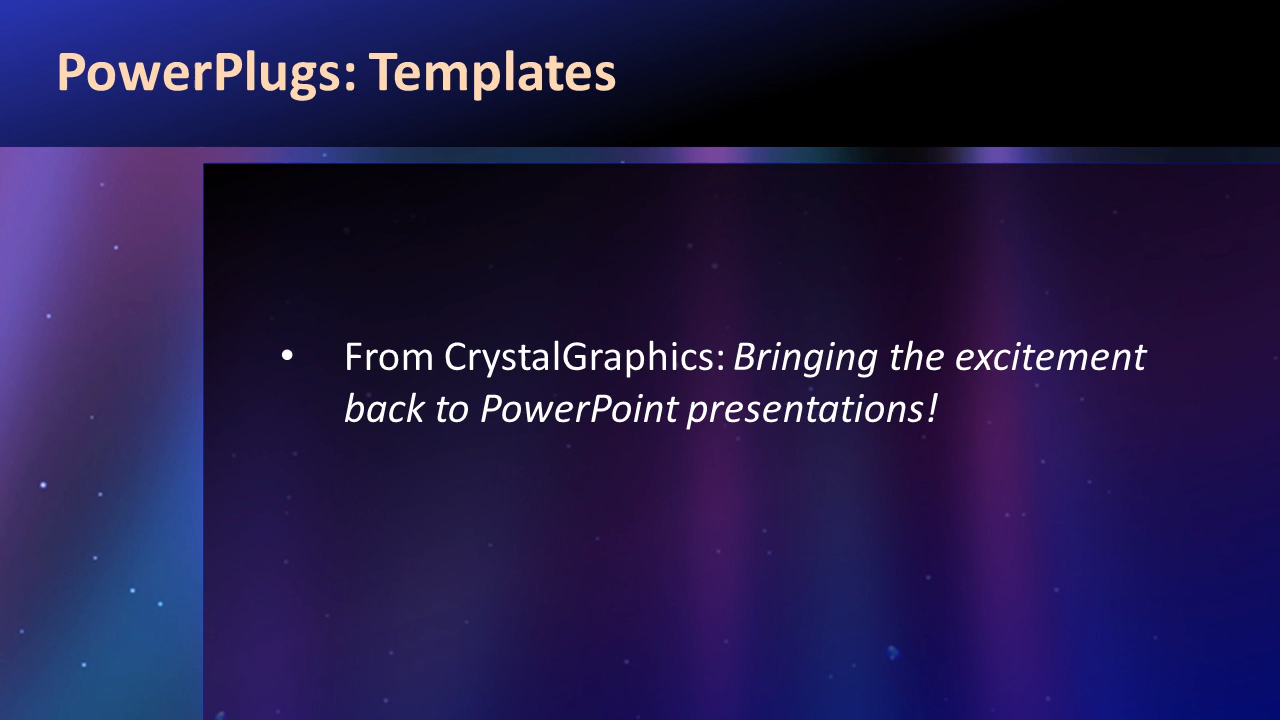 PowerPlugs: Templates
• From CrystalGraphics: Bringing the excitement
back to PowerPoint presentations!